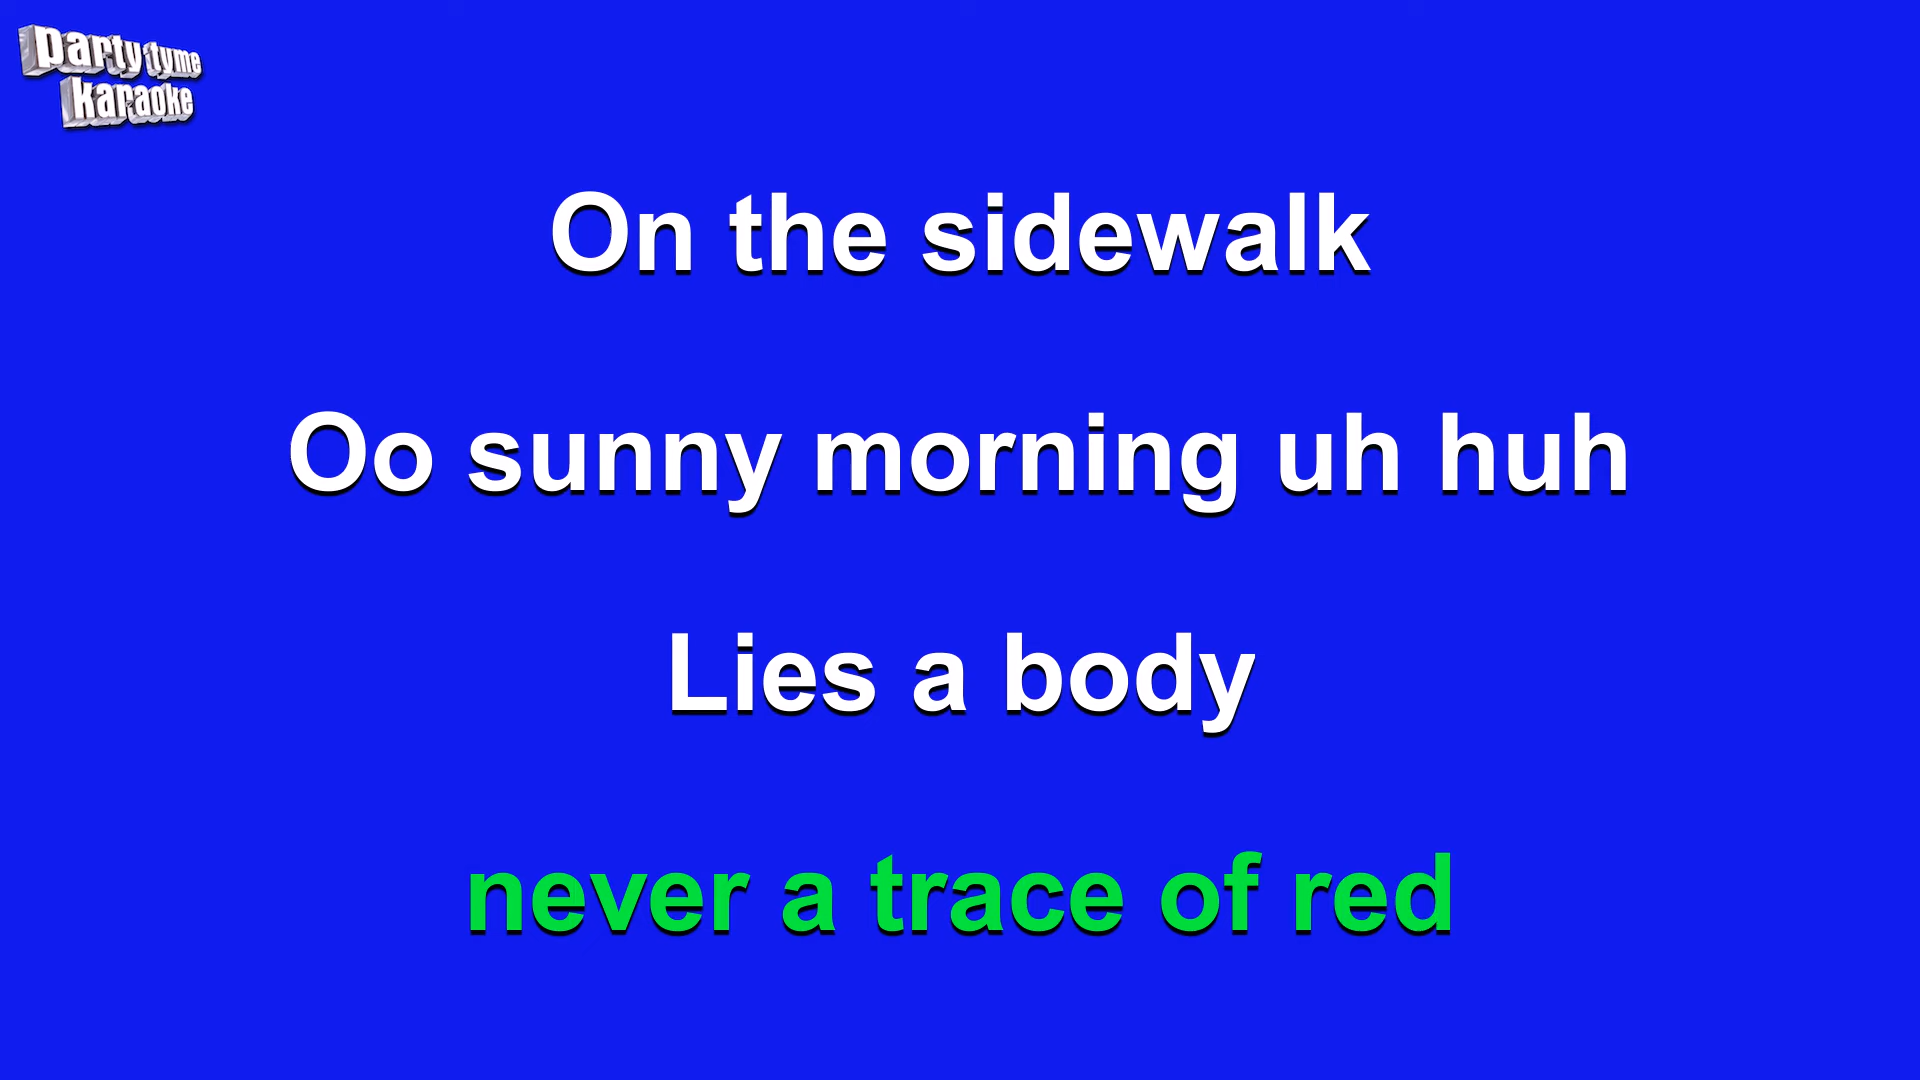 party tyme
karaoke
On the sidewalk
Oo sunny morning uh huh
Lies a body
never a trace of red